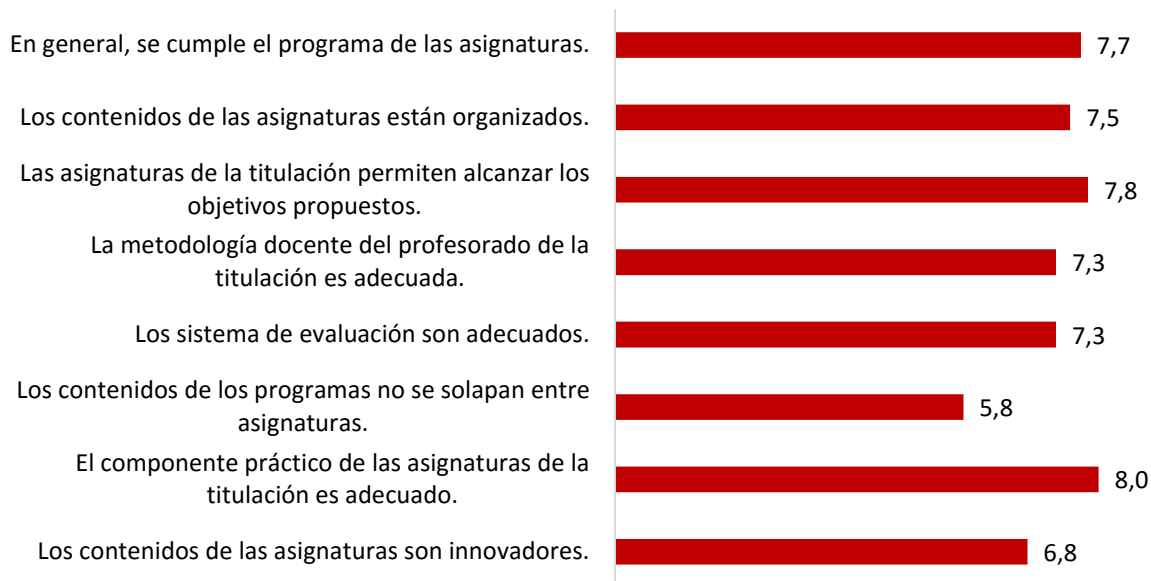 En general, se cumple el programa de las asignaturas.
7,7
Los contenidos de las asignaturas están organizados.
7,5
Las asignaturas de la titulación permiten alcanzar los
objetivos propuestos.
7,8
La metodología docente del profesorado de la
titulación es adecuada.
7,3
Los sistema de evaluación son adecuados.
7,3
Los contenidos de los programas no se solapan entre
asignaturas.
5,8
El componente práctico de las asignaturas de la
titulación es adecuado.
8,0
Los contenidos de las asignaturas son innovadores.
6,8